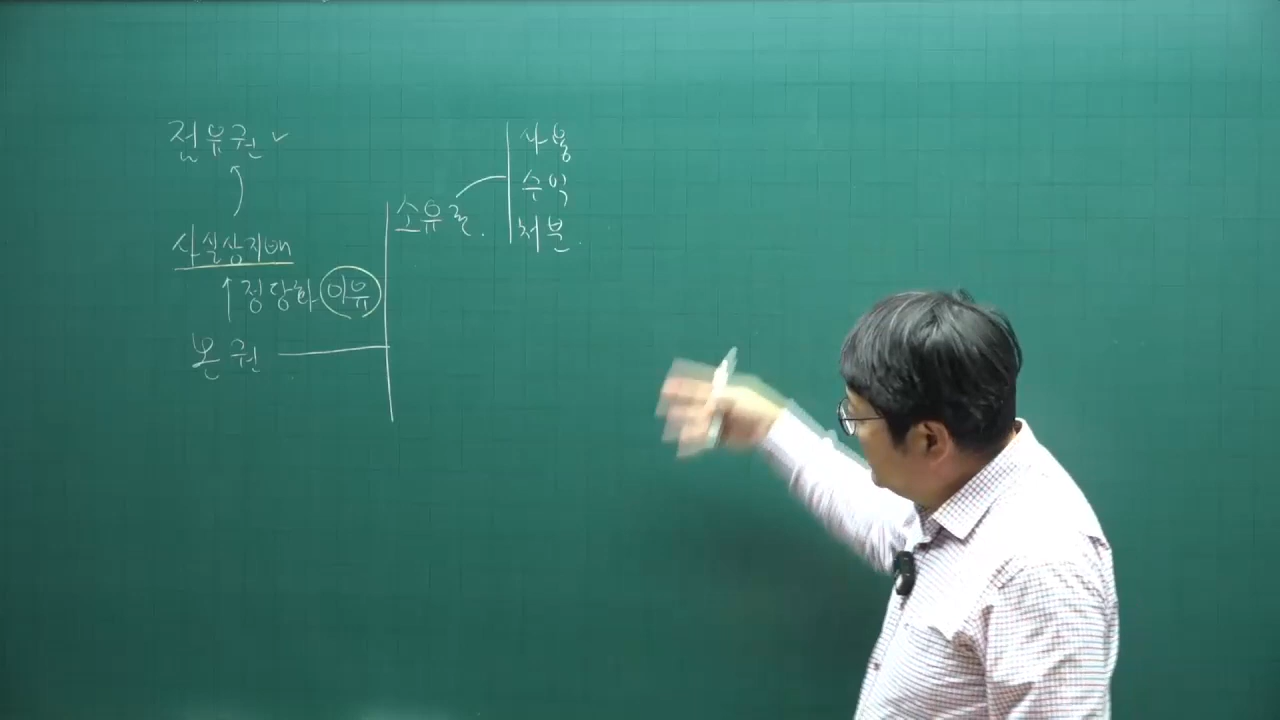 점유권 ✓
사실상지배
↑정당화 이유
본권
소유권.
사용
수익
처분.